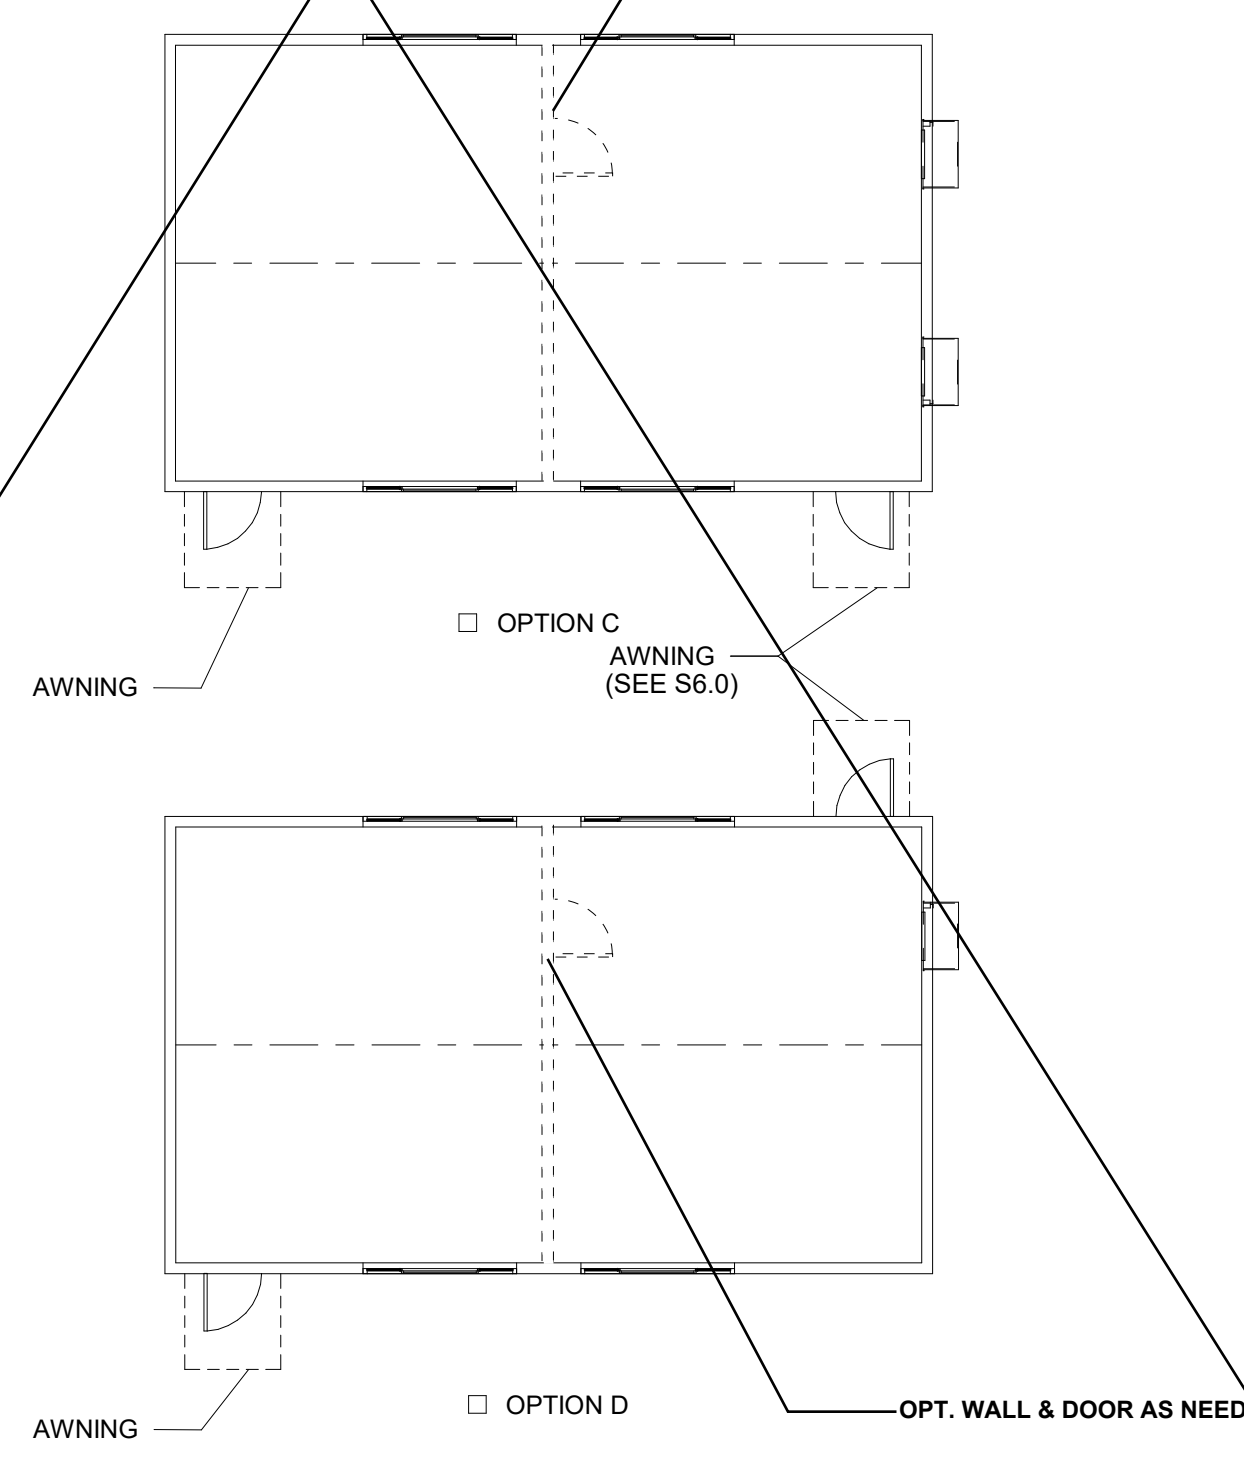 OPTION C
AWNING
(SEE S6.0)
AWNING
OPTION D
OPT. WALL & DOOR AS NEED
AWNING